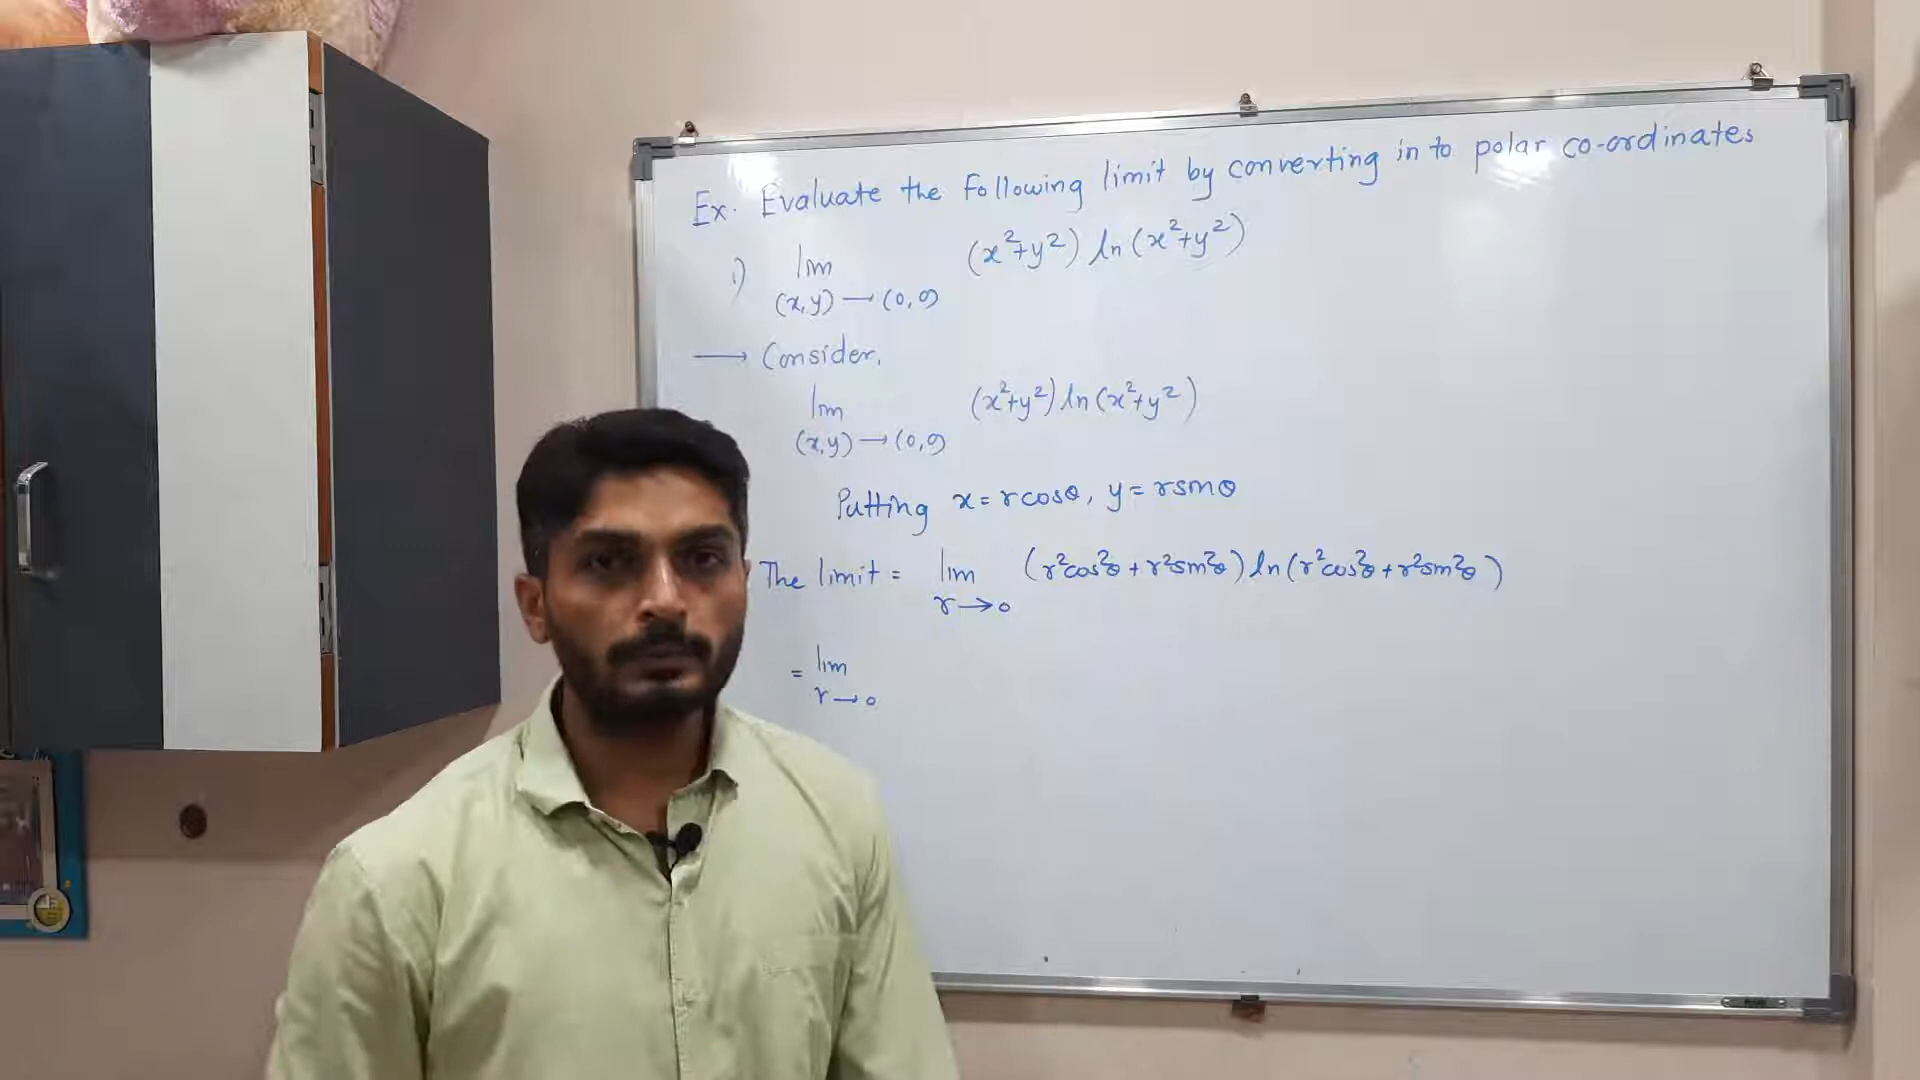 Ex. Evaluate the following limit by converting in to polar co-ordinates
i) lim (x²+y²) ln (x²+y²)
(x,y) → (0,0)
→ Consider,
lim (x²+y²) ln (x²+y²)
(x,y) → (0,0)
Putting x = r cosθ, y = r sinθ
The limit = lim (r²cos²θ + r²sin²θ) ln (r²cos²θ + r²sin²θ)
r → 0
= lim
r → 0